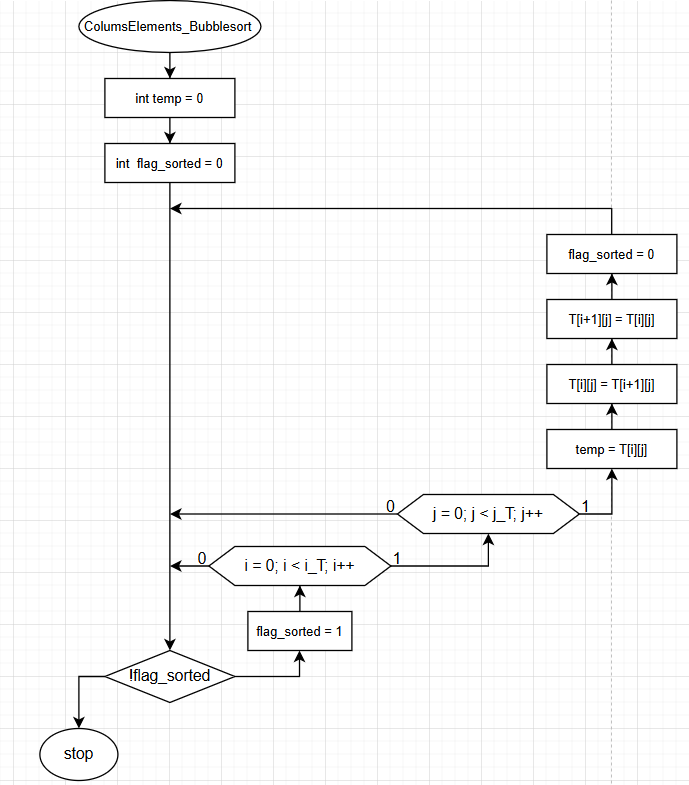 ColumsElements_Bubblesort
int temp = 0
int flag_sorted = 0
flag_sorted = 0
T[i+1][j] = T[i][j]
T[i][j] = T[i+1][j]
temp = T[i][j]
0
j = 0; j < j_T; j++
1
0
i = 0; i < i_T; i++
1
flag_sorted = 1
!flag_sorted
stop